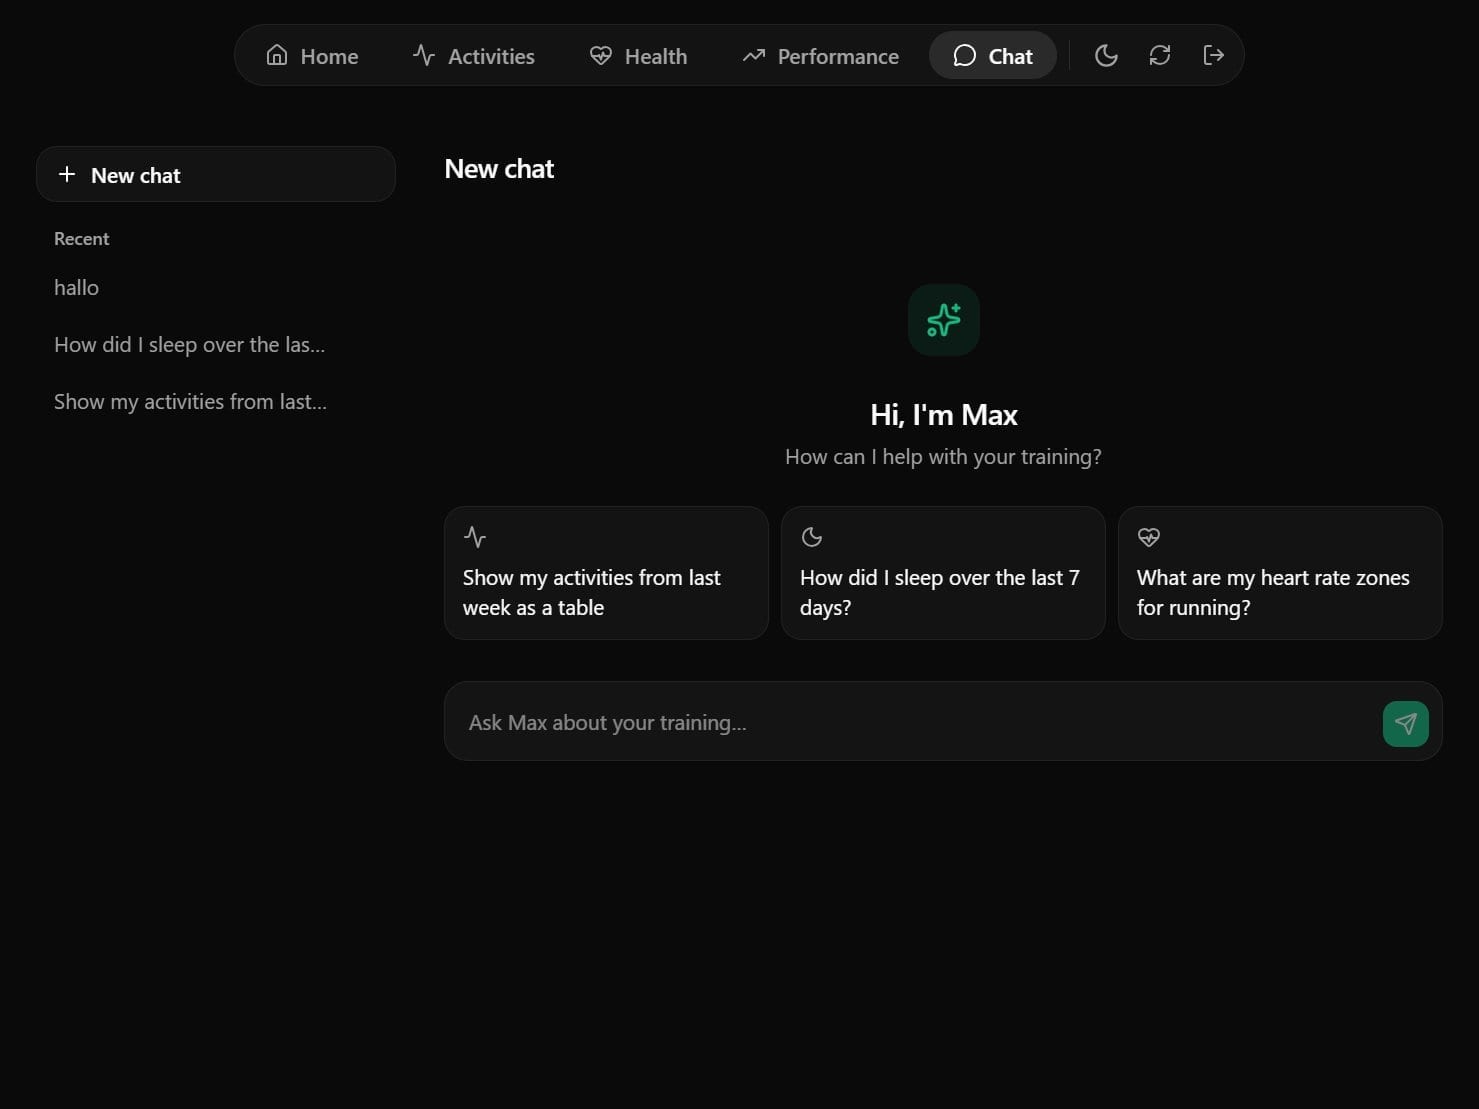 Home
Activities
Health
Performance
Chat
New chat
Recent
hallo
How did I sleep over the las...
Show my activities from last...
New chat
Hi, I'm Max
How can I help with your training?
Show my activities from last
week as a table
How did I sleep over the last 7
days?
What are my heart rate zones
for running?
Ask Max about your training...